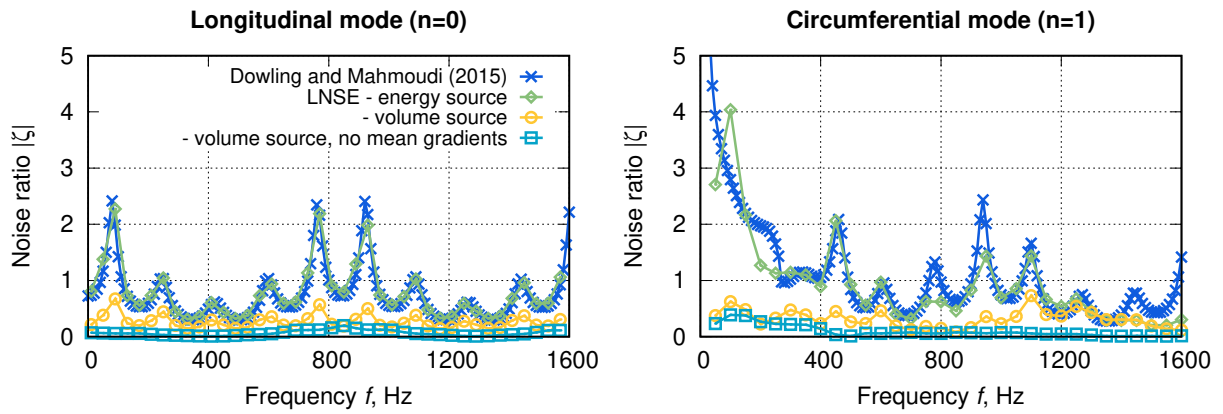 Longitudinal mode (n=0)
Noise ratio |ζ|
5
4
3
2
1
0
Dowling and Mahmoudi (2015)
LNSE - energy source
- volume source
- volume source, no mean gradients
0 400 800 1200 1600
Frequency f, Hz
Circumferential mode (n=1)
Noise ratio |ζ|
5
4
3
2
1
0
0 400 800 1200 1600
Frequency f, Hz